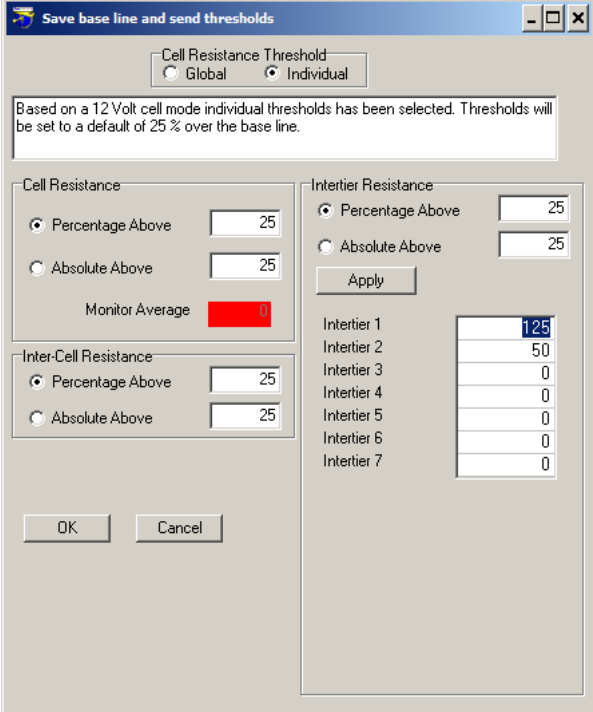 Save base line and send thresholds
Cell Resistance Threshold
Global Individual
Based on a 12 Volt cell mode individual thresholds has been selected. Thresholds will
be set to a default of 25 % over the base line.
Cell Resistance
Percentage Above 25
Absolute Above 25
Monitor Average 0
Inter-Cell Resistance
Percentage Above 25
Absolute Above 25
OK Cancel
Intertier Resistance
Percentage Above 25
Absolute Above 25
Apply
Intertier 1 125
Intertier 2 50
Intertier 3 0
Intertier 4 0
Intertier 5 0
Intertier 6 0
Intertier 7 0